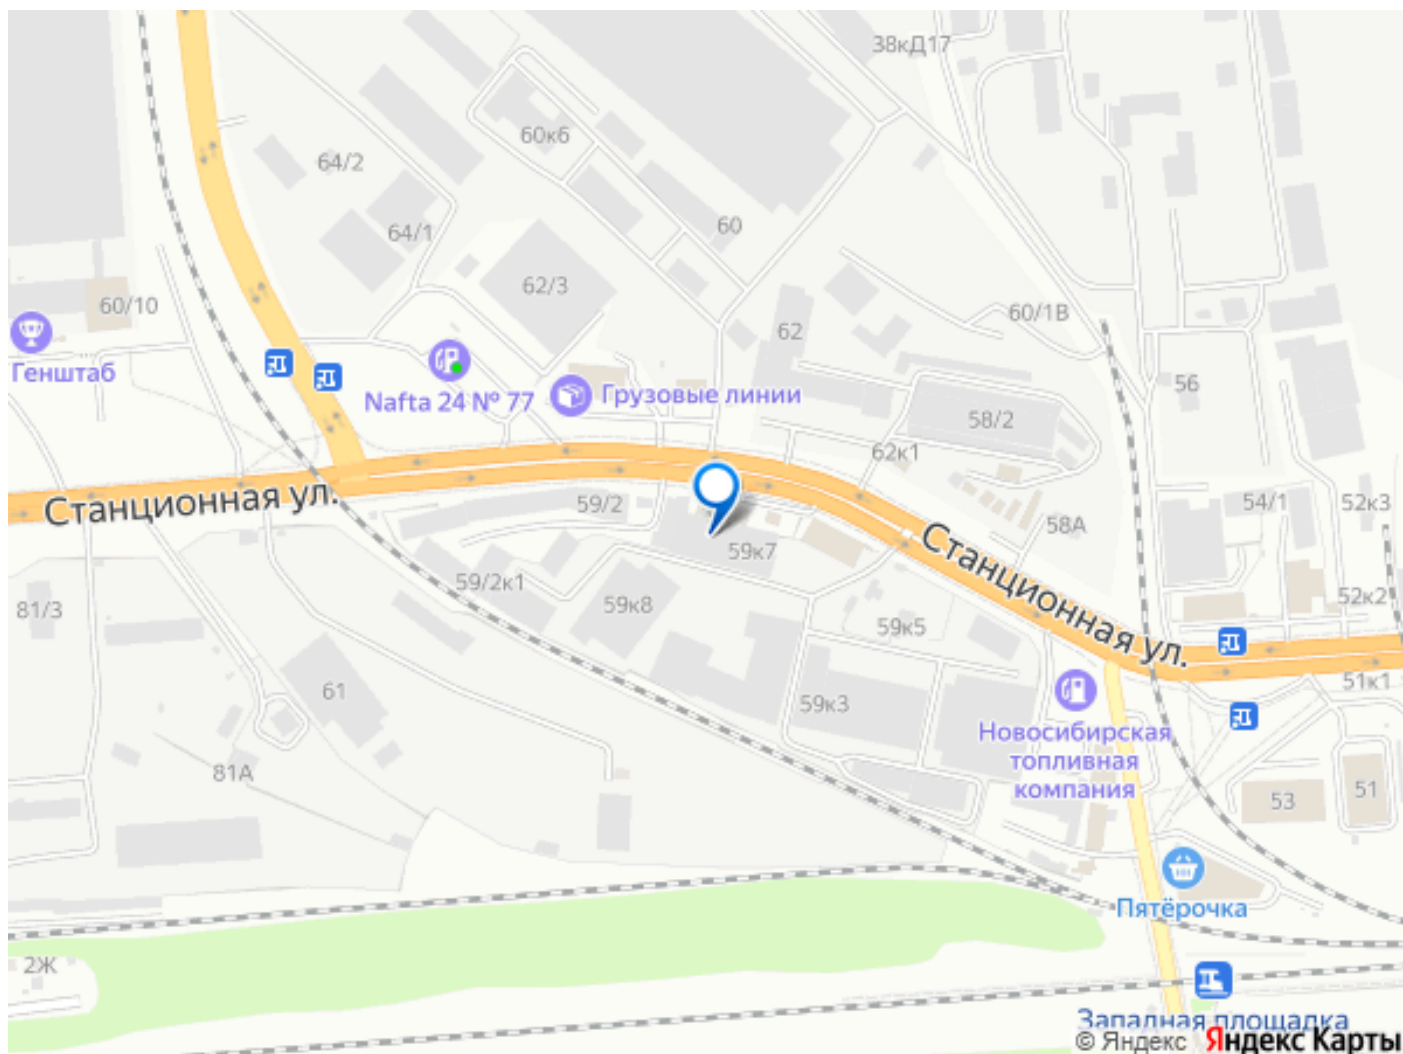 38кД17
60к6
64/2
64/1
60
62/3
60/10
60/1В
62
Генштаб
Nafta 24 № 77
Грузовые линии
56
58/2
62к1
Станционная ул.
59/2
54/1
52к3
58А
59к7
Станционная ул.
59/2к1
59к8
81/3
52к2
59к5
61
59к3
51к1
Новосибирская
топливная
компания
81А
53
51
Пятёрочка
2Ж
Западная площадка
© Яндекс Яндекс Карты